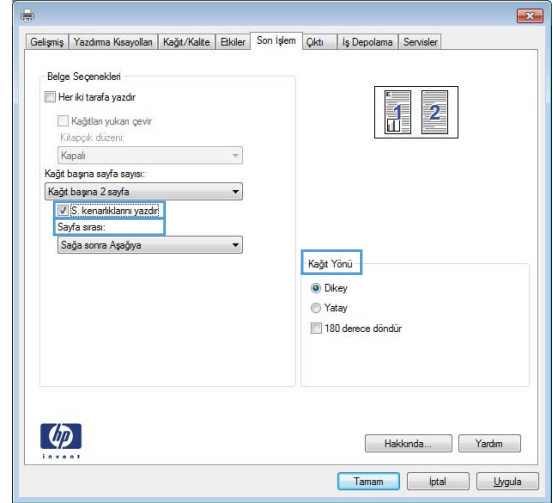 Gelişmiş Yazdırma Kısayolları Kağıt/Kalite Etkiler Son İşlem Çıktı İş Depolama Servisler
Belge Seçenekleri
Her iki tarafa yazdır
Kağıtları yukarı çevir
Kitapçık düzeni:
Kapalı
Kağıt başına sayfa sayısı:
Kağıt başına 2 sayfa
S. kenarlıklarını yazdır
Sayfa sırası:
Sağa sonra Aşağıya
1 2
Kağıt Yönü
Dikey
Yatay
180 derece döndür
hp
invent
Hakkında... Yardım
Tamam İptal Uygula